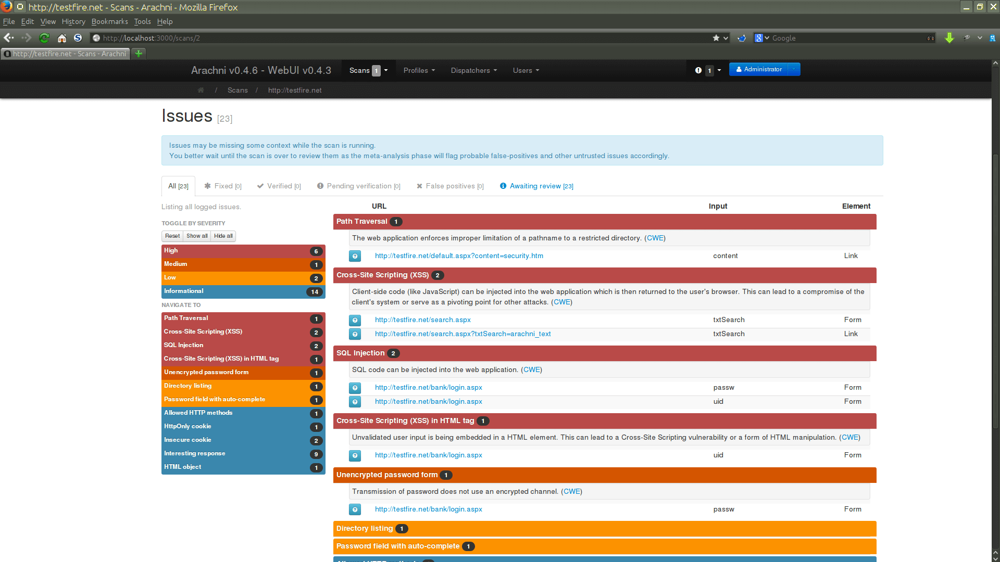 http://testfire.net - Scans - Arachni - Mozilla Firefox
File Edit View History Bookmarks Tools Help
http://localhost:3000/scans/2
Google
http://testfire.net - Scans - Arachni
Arachni v0.4.6 - WebUI v0.4.3 Scans 1 Profiles Dispatchers Users 1 Administrator
/ Scans / http://testfire.net
Issues [23]
Issues may be missing some context while the scan is running.
You better wait until the scan is over to review them as the meta-analysis phase will flag probable false-positives and other untrusted issues accordingly.
All [23] Fixed [0] Verified [0] Pending verification [0] False positives [0] Awaiting review [23]
Listing all logged issues.
TOGGLE BY SEVERITY
Reset Show all Hide all
High 6
Medium 1
Low 2
Informational 14
NAVIGATE TO
Path Traversal 1
Cross-Site Scripting (XSS) 2
SQL Injection 2
Cross-Site Scripting (XSS) in HTML tag 1
Unencrypted password form 1
Directory listing 1
Password field with auto-complete 1
Allowed HTTP methods 1
HttpOnly cookie 1
Insecure cookie 2
Interesting response 9
HTML object 1
URL Input Element
Path Traversal 1
The web application enforces improper limitation of a pathname to a restricted directory. (CWE)
http://testfire.net/default.aspx?content=security.htm content Link
Cross-Site Scripting (XSS) 2
Client-side code (like JavaScript) can be injected into the web application which is then returned to the user's browser. This can lead to a compromise of the
client's system or serve as a pivoting point for other attacks. (CWE)
http://testfire.net/search.aspx txtSearch Form
http://testfire.net/search.aspx?txtSearch=arachni_text txtSearch Link
SQL Injection 2
SQL code can be injected into the web application. (CWE)
http://testfire.net/bank/login.aspx passw Form
http://testfire.net/bank/login.aspx uid Form
Cross-Site Scripting (XSS) in HTML tag 1
Unvalidated user input is being embedded in a HTML element. This can lead to a Cross-Site Scripting vulnerability or a form of HTML manipulation. (CWE)
http://testfire.net/bank/login.aspx uid Form
Unencrypted password form 1
Transmission of password does not use an encrypted channel. (CWE)
http://testfire.net/bank/login.aspx passw Form
Directory listing 1
Password field with auto-complete 1